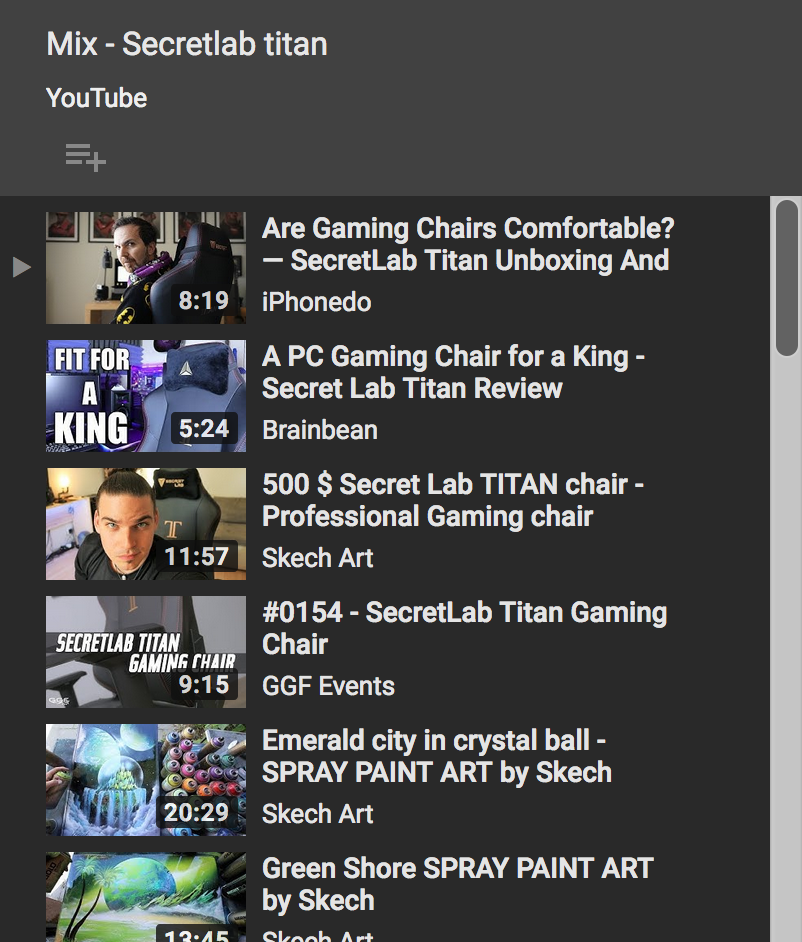 Mix - Secretlab titan
YouTube
Are Gaming Chairs Comfortable?
— SecretLab Titan Unboxing And
iPhonedo
8:19
FIT FOR
A
KING
5:24
A PC Gaming Chair for a King -
Secret Lab Titan Review
Brainbean
SECRET
LAB
T
11:57
500 $ Secret Lab TITAN chair -
Professional Gaming chair
Skech Art
SECRETLAB TITAN
GAMING CHAIR
9:15
#0154 - SecretLab Titan Gaming
Chair
GGF Events
20:29
Emerald city in crystal ball -
SPRAY PAINT ART by Skech
Skech Art
13:45
Green Shore SPRAY PAINT ART
by Skech
Skech Art